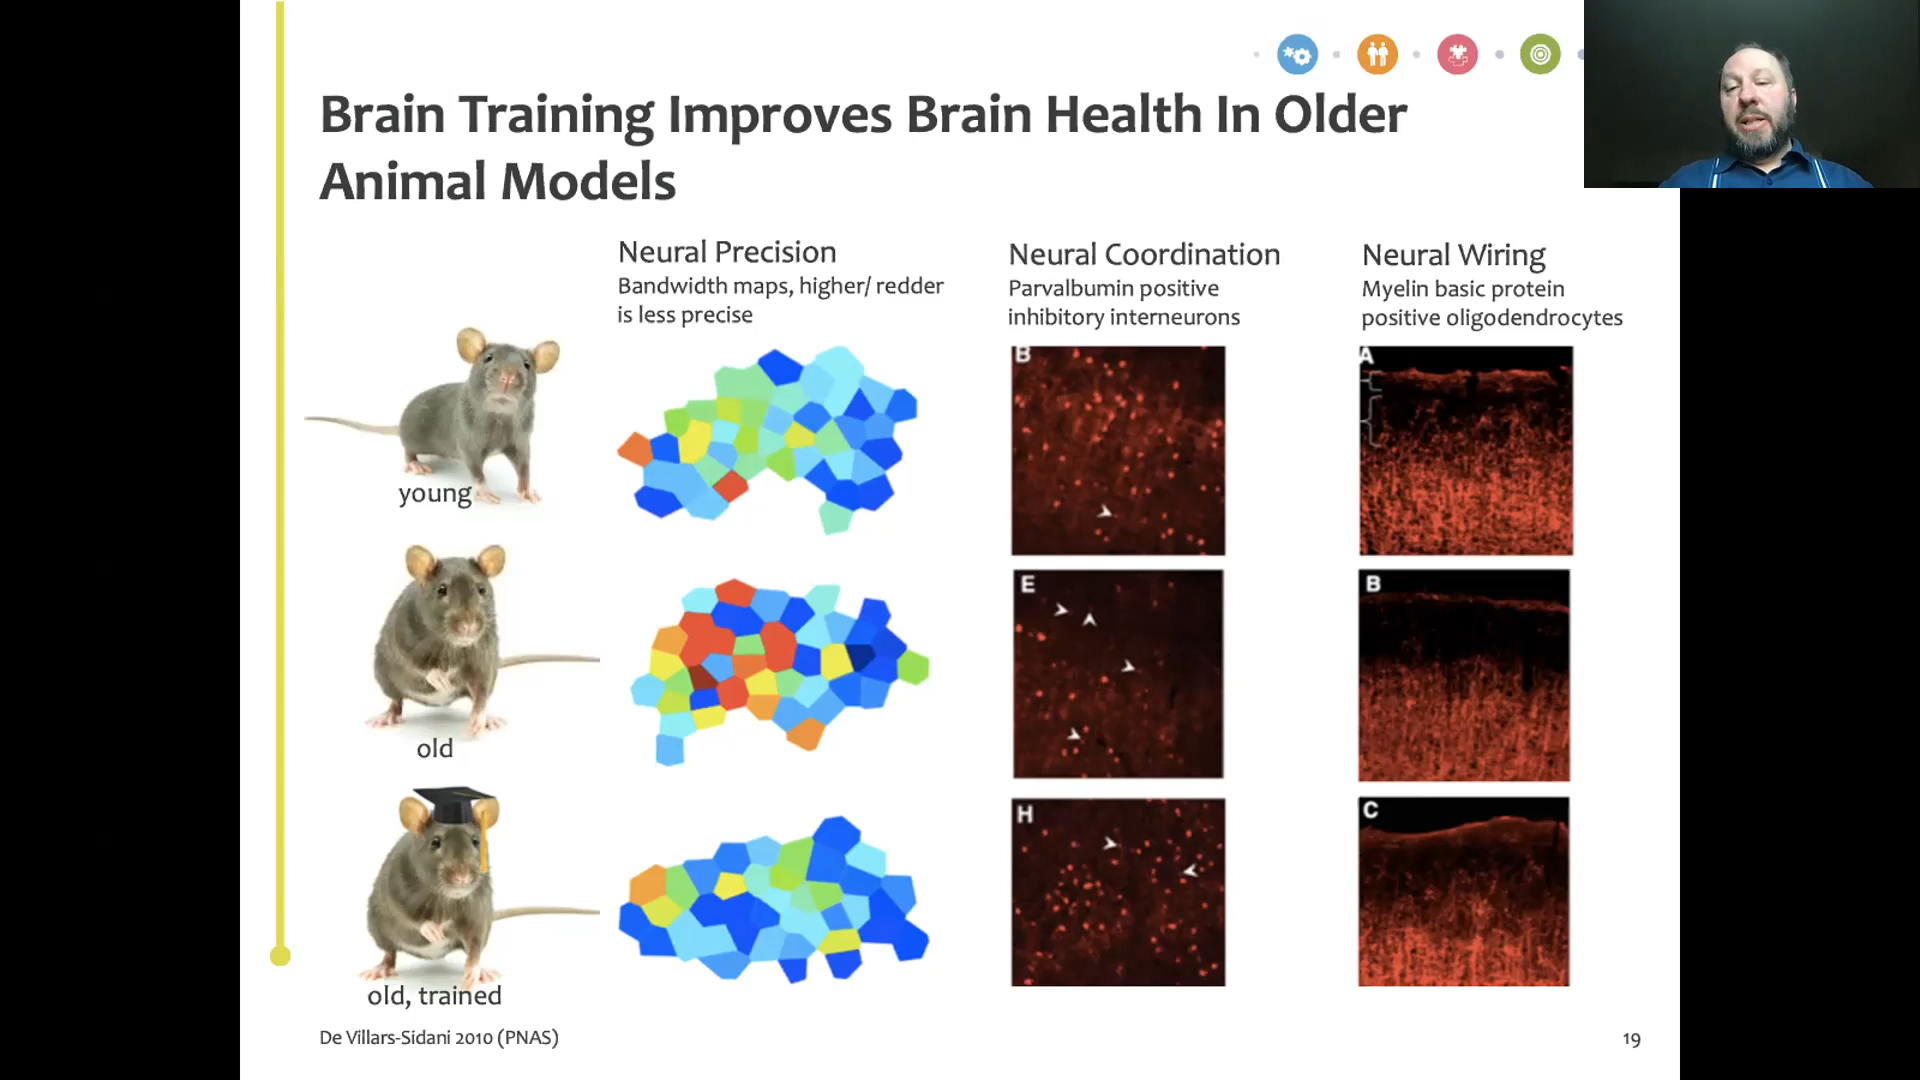 Brain Training Improves Brain Health In Older
Animal Models
Neural Precision
Bandwidth maps, higher/ redder
is less precise
Neural Coordination
Parvalbumin positive
inhibitory interneurons
Neural Wiring
Myelin basic protein
positive oligodendrocytes
young
B
A
old
E
B
old, trained
H
C
De Villars-Sidani 2010 (PNAS)
19